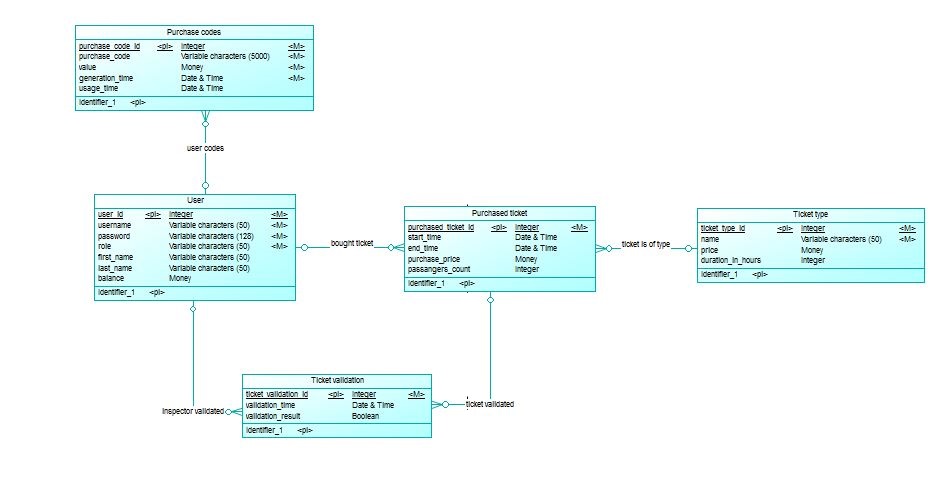 Purchase codes
purchase_code_id <pi> Integer <M>
purchase_code Variable characters (5000) <M>
value Money <M>
generation_time Date & Time <M>
usage_time Date & Time
Identifier_1 <pi>
user codes
User
user_id <pi> Integer <M>
username Variable characters (50) <M>
password Variable characters (128) <M>
role Variable characters (50) <M>
first_name Variable characters (50)
last_name Variable characters (50)
balance Money
Identifier_1 <pi>
bought ticket
Purchased ticket
purchased_ticket_id <pi> Integer <M>
start_time Date & Time
end_time Date & Time
purchase_price Money
passangers_count Integer
Identifier_1 <pi>
ticket is of type
Ticket type
ticket_type_id <pi> Integer <M>
name Variable characters (50) <M>
price Money
duration_in_hours Integer
Identifier_1 <pi>
Ticket validation
ticket_validation_id <pi> Integer <M>
validation_time Date & Time
validation_result Boolean
Identifier_1 <pi>
inspector validated
ticket validated